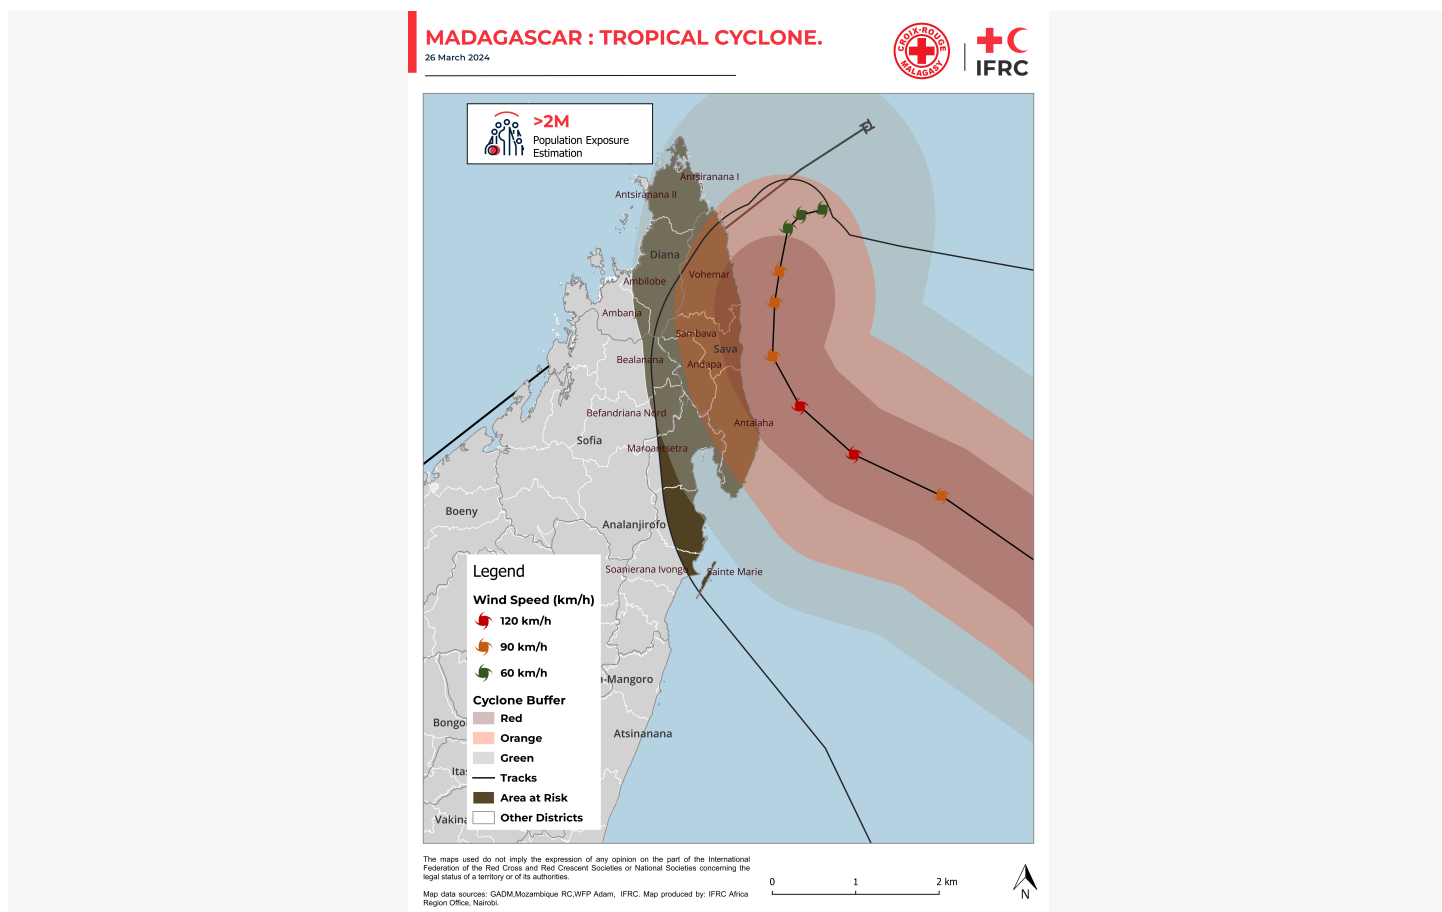 MADAGASCAR : TROPICAL CYCLONE.
26 March 2024
CROIX-ROUGE
MALAGASY
IFRC
>2M
Population Exposure
Estimation
Antsiranana I
Antsiranana II
Diana
Vohemar
Ambilobe
Ambanja
Sambava
Sava
Bealanana
Andapa
Befandriana Nord
Antalaha
Sofia
Maroantsetra
Boeny
Analanjirofo
Soanierana Ivongo
Sainte Marie
-Mangoro
Bongo
Atsinanana
Itas
Vakina
Legend
Wind Speed (km/h)
120 km/h
90 km/h
60 km/h
Cyclone Buffer
Red
Orange
Green
Tracks
Area at Risk
Other Districts
The maps used do not imply the expression of any opinion on the part of the International
Federation of the Red Cross and Red Crescent Societies or National Societies concerning the
legal status of a territory or of its authorities.
Map data sources: GADM,Mozambique RC,WFP Adam, IFRC. Map produced by: IFRC Africa
Region Office, Nairobi.
0 1 2 km
N